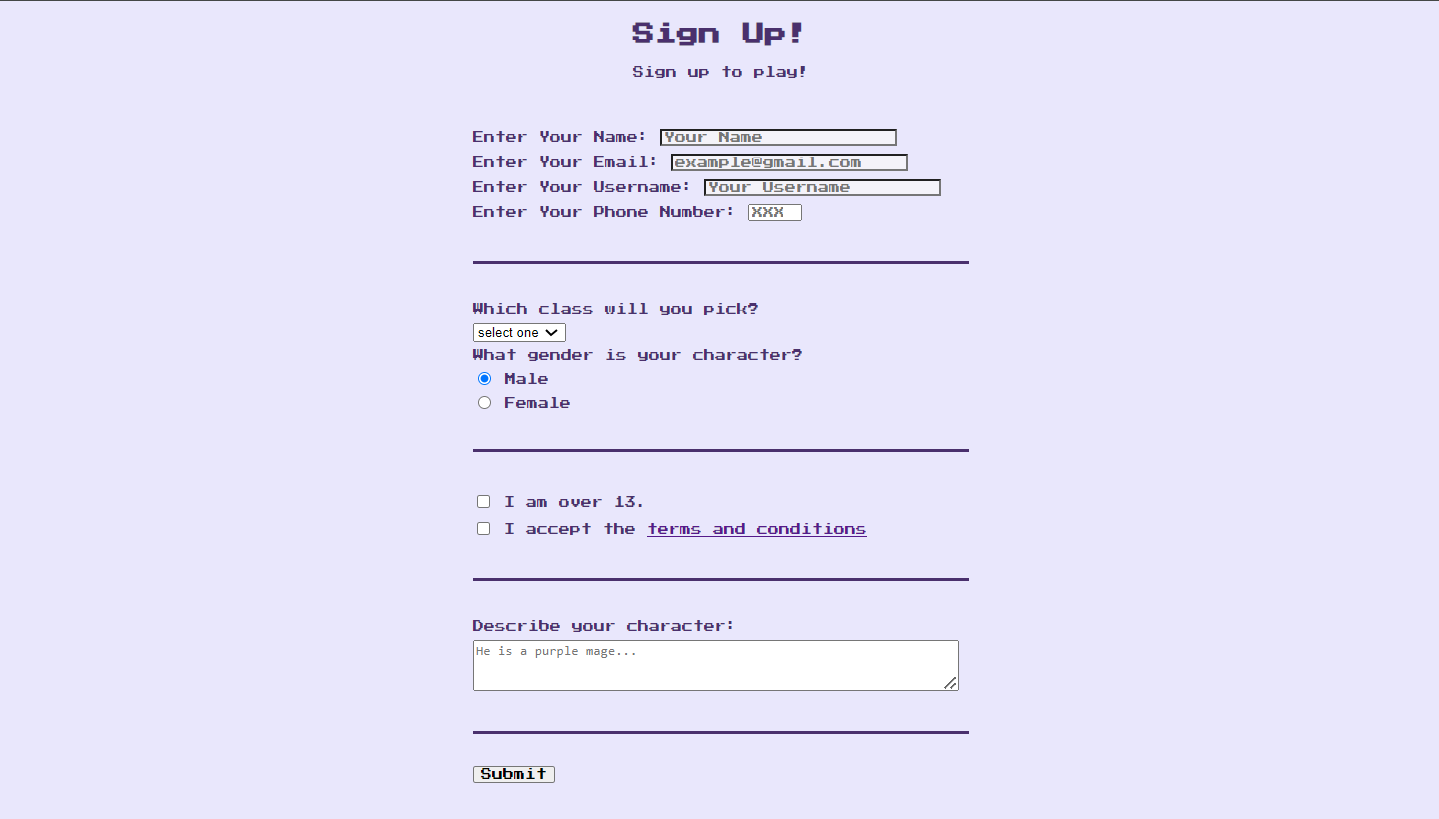 Sign Up!
Sign up to play!
Enter Your Name: Your Name
Enter Your Email: example@gmail.com
Enter Your Username: Your Username
Enter Your Phone Number: XXX
Which class will you pick?
select one
What gender is your character?
Male
Female
I am over 13.
I accept the terms and conditions
Describe your character:
He is a purple mage...
Submit